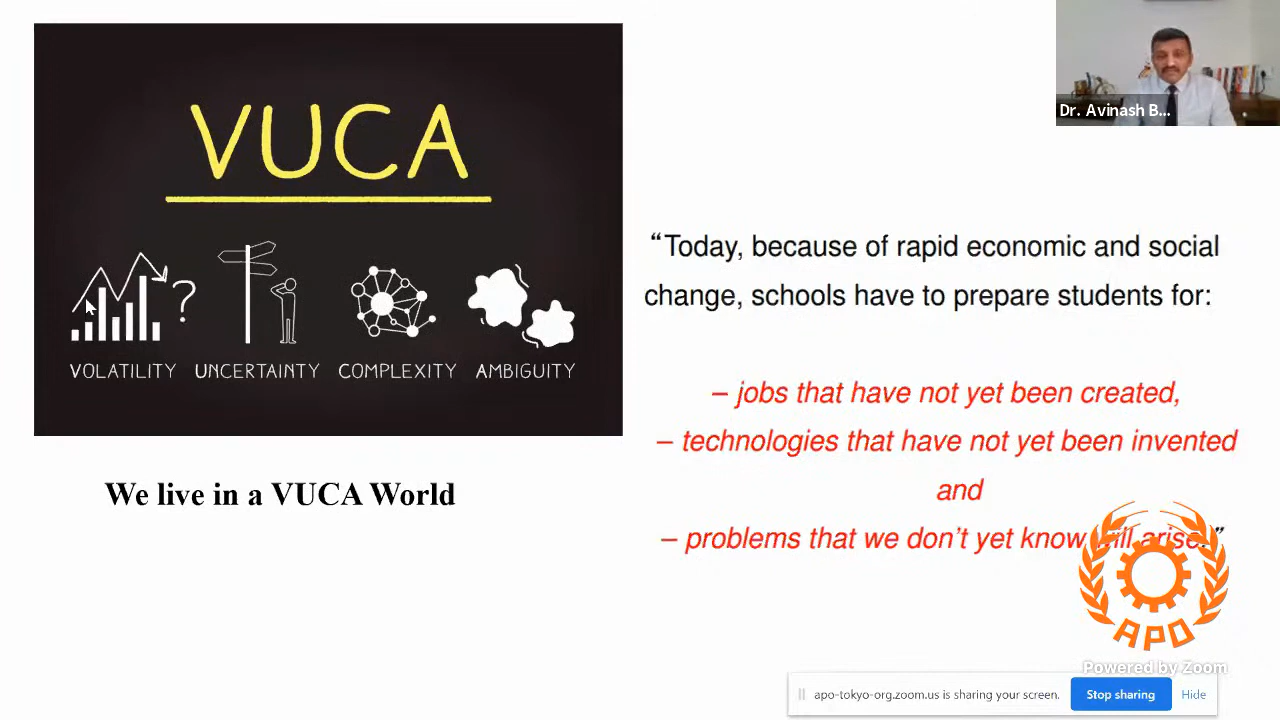 VUCA
?
VOLATILITY UNCERTAINTY COMPLEXITY AMBIGUITY
We live in a VUCA World
Dr. Avinash B...
“Today, because of rapid economic and social
change, schools have to prepare students for:
– jobs that have not yet been created,
– technologies that have not yet been invented
and
– problems that we don’t yet know will arise.”
APO
Powered by Zoom
apo-tokyo-org.zoom.us is sharing your screen.
Stop sharing
Hide